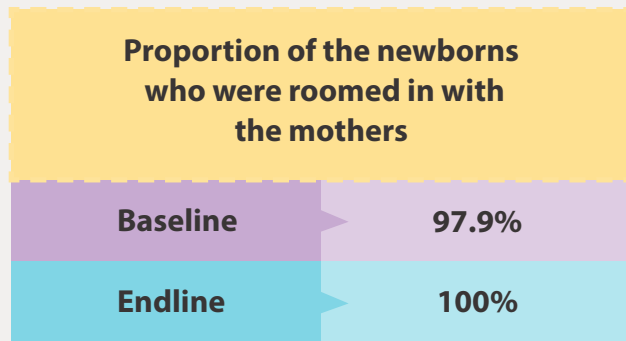 Proportion of the newborns
who were roomed in with
the mothers
Baseline 97.9%
Endline 100%